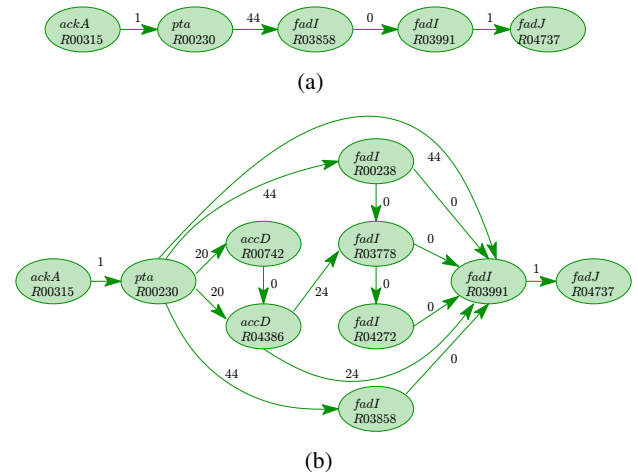 ackA
R00315
1
pta
R00230
44
fadI
R03858
0
fadI
R03991
1
fadJ
R04737
(a)
44
fadI
R00238
44
0
0
accD
R00742
20
fadI
R03778
0
ackA
R00315
1
pta
R00230
0
20
24
0
fadI
R03991
1
fadJ
R04737
accD
R04386
fadI
R04272
0
24
0
44
fadI
R03858
(b)